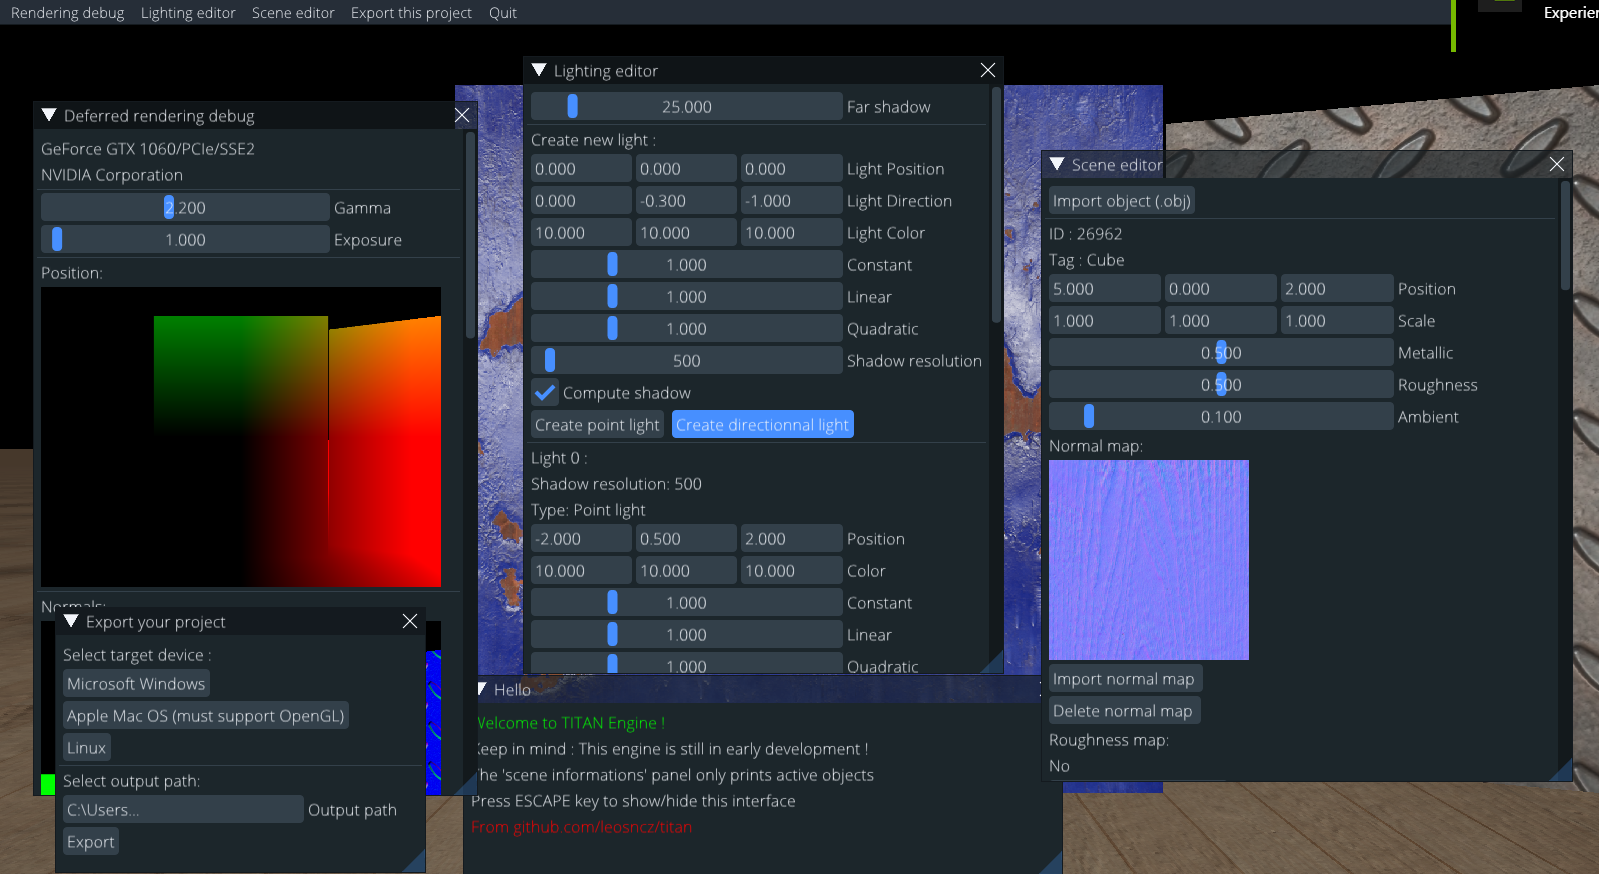 Rendering debug Lighting editor Scene editor Export this project Quit
Deferred rendering debug
GeForce GTX 1060/PCIe/SSE2
NVIDIA Corporation
2.200 Gamma
1.000 Exposure
Position:
Normals:
Export your project
Select target device :
Microsoft Windows
Apple Mac OS (must support OpenGL)
Linux
Select output path:
C:\Users... Output path
Export
Lighting editor
25.000 Far shadow
Create new light :
0.000 0.000 0.000 Light Position
0.000 -0.300 -1.000 Light Direction
10.000 10.000 10.000 Light Color
1.000 Constant
1.000 Linear
1.000 Quadratic
500 Shadow resolution
Compute shadow
Create point light Create directionnal light
Light 0 :
Shadow resolution: 500
Type: Point light
-2.000 0.500 2.000 Position
10.000 10.000 10.000 Color
1.000 Constant
1.000 Linear
1.000 Quadratic
Hello
Welcome to TITAN Engine !
Keep in mind : This engine is still in early development !
The 'scene informations' panel only prints active objects
Press ESCAPE key to show/hide this interface
From github.com/leosncz/titan
Scene editor
Import object (.obj)
ID : 26962
Tag : Cube
5.000 0.000 2.000 Position
1.000 1.000 1.000 Scale
0.500 Metallic
0.500 Roughness
0.100 Ambient
Normal map:
Import normal map
Delete normal map
Roughness map:
No